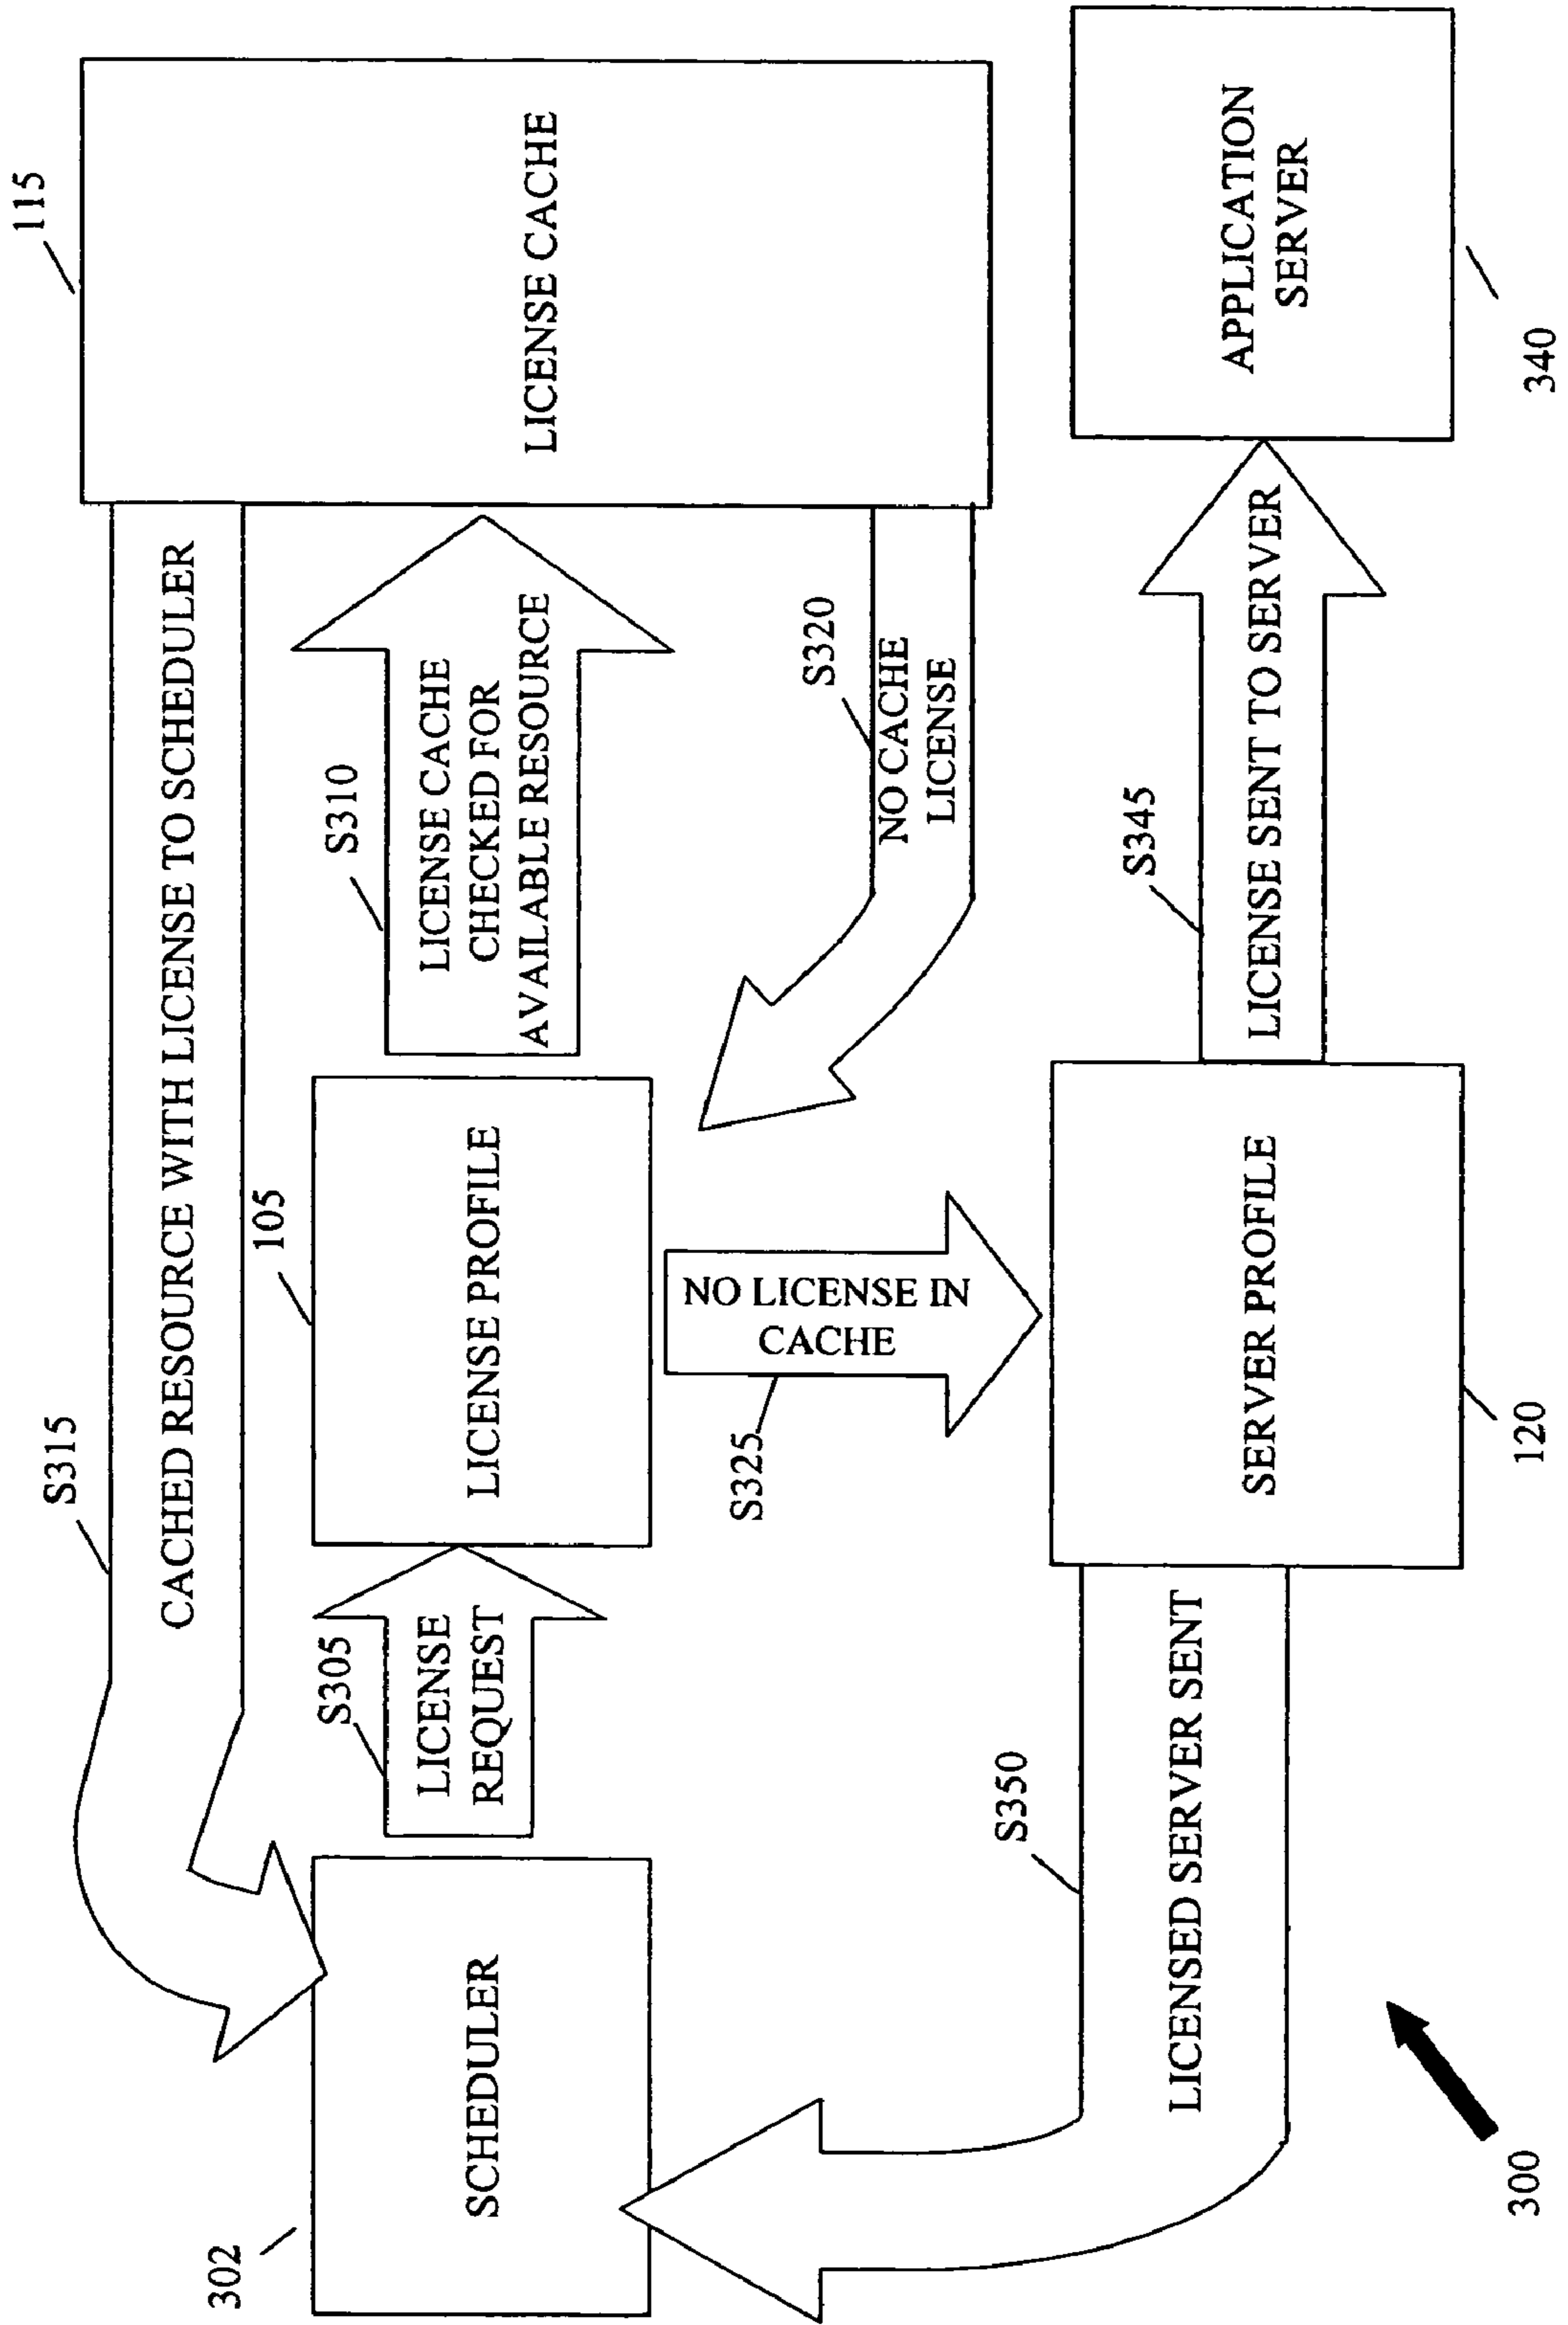 115
S315
CACHED RESOURCE WITH LICENSE TO SCHEDULER
302
SCHEDULER
S305
LICENSE
REQUEST
105
LICENSE PROFILE
S310
LICENSE CACHE
CHECKED FOR
AVAILABLE RESOURCE
LICENSE CACHE
S320
NO CACHE
LICENSE
S325
NO LICENSE IN
CACHE
S350
LICENSED SERVER SENT
SERVER PROFILE
120
S345
LICENSE SENT TO SERVER
APPLICATION
SERVER
340
300